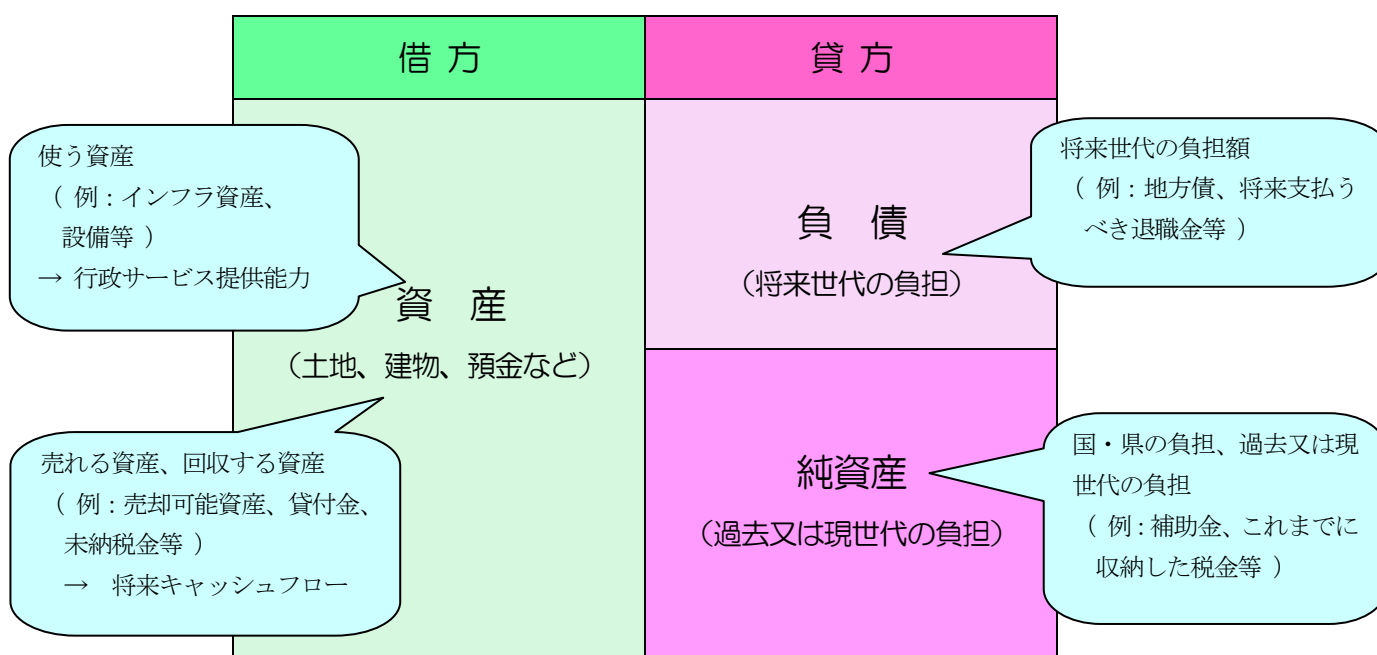 借 方
貸 方
使う資産
( 例：インフラ資産、
設備等 )
→ 行政サービス提供能力
資 産
(土地、建物、預金など)
売れる資産、回収する資産
( 例：売却可能資産、貸付金、
未納税金等 )
→ 将来キャッシュフロー
負 債
(将来世代の負担)
将来世代の負担額
( 例：地方債、将来支払う
べき退職金等 )
純資産
(過去又は現世代の負担)
国・県の負担、過去又は現
世代の負担
( 例：補助金、これまでに
収納した税金等 )